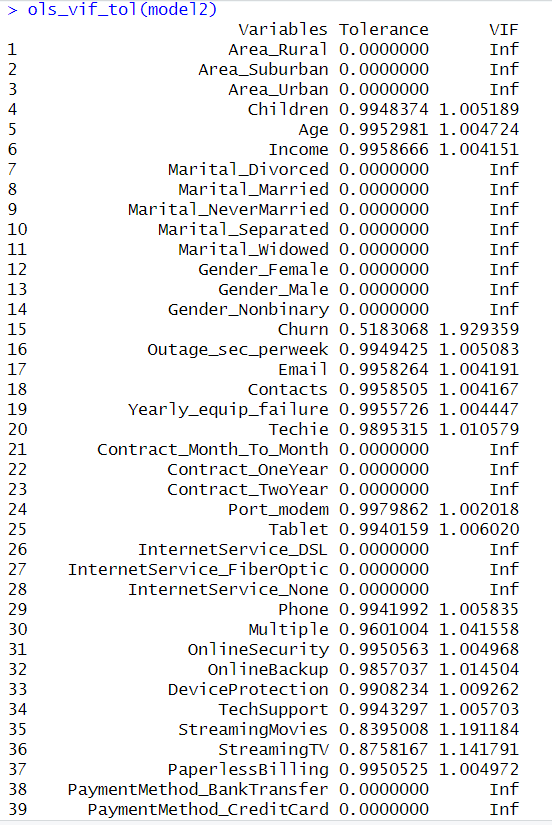 > ols_vif_tol(model2)
Variables Tolerance VIF
1 Area_Rural 0.0000000 Inf
2 Area_Suburban 0.0000000 Inf
3 Area_Urban 0.0000000 Inf
4 Children 0.9948374 1.005189
5 Age 0.9952981 1.004724
6 Income 0.9958666 1.004151
7 Marital_Divorced 0.0000000 Inf
8 Marital_Married 0.0000000 Inf
9 Marital_NeverMarried 0.0000000 Inf
10 Marital_Separated 0.0000000 Inf
11 Marital_Widowed 0.0000000 Inf
12 Gender_Female 0.0000000 Inf
13 Gender_Male 0.0000000 Inf
14 Gender_Nonbinary 0.0000000 Inf
15 Churn 0.5183068 1.929359
16 Outage_sec_perweek 0.9949425 1.005083
17 Email 0.9958264 1.004191
18 Contacts 0.9958505 1.004167
19 Yearly_equip_failure 0.9955726 1.004447
20 Techie 0.9895315 1.010579
21 Contract_Month_To_Month 0.0000000 Inf
22 Contract_OneYear 0.0000000 Inf
23 Contract_TwoYear 0.0000000 Inf
24 Port_modem 0.9979862 1.002018
25 Tablet 0.9940159 1.006020
26 InternetService_DSL 0.0000000 Inf
27 InternetService_FiberOptic 0.0000000 Inf
28 InternetService_None 0.0000000 Inf
29 Phone 0.9941992 1.005835
30 Multiple 0.9601004 1.041558
31 OnlineSecurity 0.9950563 1.004968
32 OnlineBackup 0.9857037 1.014504
33 DeviceProtection 0.9908234 1.009262
34 TechSupport 0.9943297 1.005703
35 StreamingMovies 0.8395008 1.191184
36 StreamingTV 0.8758167 1.141791
37 PaperlessBilling 0.9950525 1.004972
38 PaymentMethod_BankTransfer 0.0000000 Inf
39 PaymentMethod_CreditCard 0.0000000 Inf